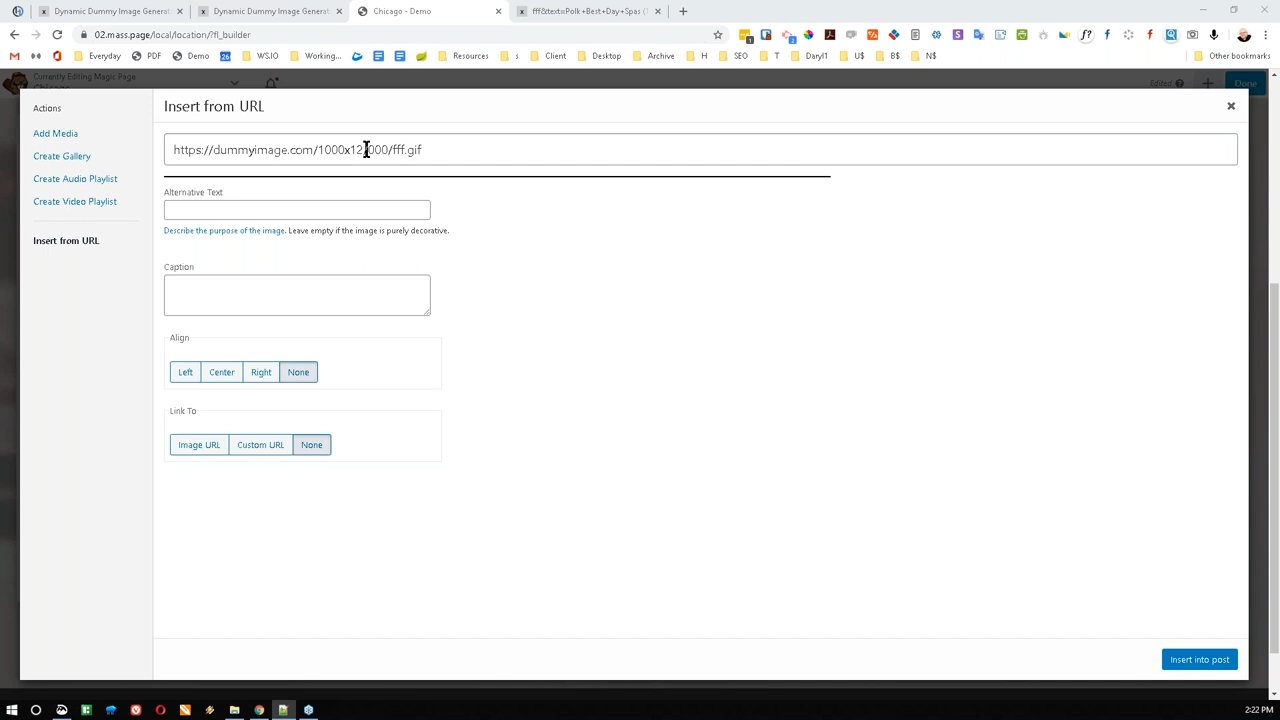 Dynamic Dummy Image Generat
Dynamic Dummy Image Generat
Chicago - Demo
fff&text=Polk+Best+Day+Spas (
02.mass.page/local/location/?fl_builder
Everyday
PDF
Demo
WS.IO
Working...
Resources
s
Client
Desktop
Archive
H
SEO
T
Daryl1
U$
B$
N$
Other bookmarks
Currently Editing Magic Page
Chicago
Edited
Done
Actions
Add Media
Create Gallery
Create Audio Playlist
Create Video Playlist
Insert from URL
Insert from URL
https://dummyimage.com/1000x12/000/fff.gif
Alternative Text
Describe the purpose of the image. Leave empty if the image is purely decorative.
Caption
Align
Left
Center
Right
None
Link To
Image URL
Custom URL
None
Insert into post
2:22 PM